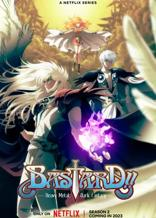 A NETFLIX SERIES
BASTARD!!
Heavy Metal, Dark Fantasy
ONLY ON NETFLIX
SEASON 2
COMING IN 2023